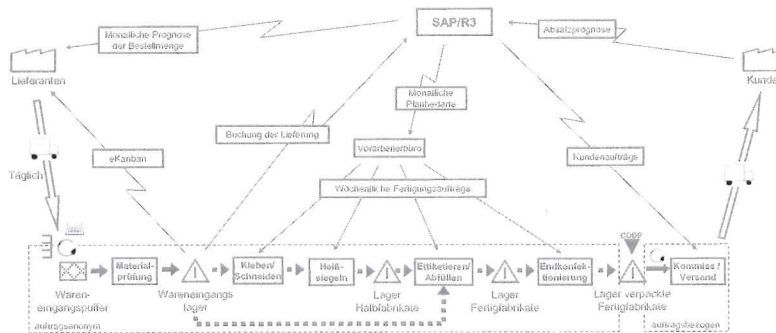 SAP/R3
Monatliche Prognose
der Bestellmenge
Absatzprognose
Lieferanten
Kunde
Monatliche
Planbedarfe
Buchung der Lieferung
eKanban
Vorarbeiterbüro
Kundenaufträge
Täglich
Wöchentliche Fertigungsaufträge
CODP
Material-
prüfung
Kleben/
Schneiden
Heiß-
siegeln
Ettiketieren/
Abfüllen
Endkonfek-
tionierung
Kommiss./
Versand
Waren-
eingangspuffer
Wareneingangs
lager
Lager
Halbfabrikate
Lager
Fertigfabrikate
Lager verpackte
Fertigfabrikate
auftragsanonym
auftragsbezogen